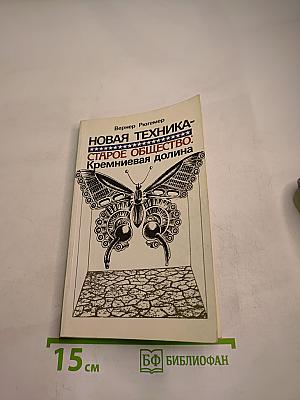 Вернер Рюгемер
НОВАЯ ТЕХНИКА-
СТАРОЕ ОБЩЕСТВО:
Кремниевая долина
15 см
БФ БИБЛИОФАН